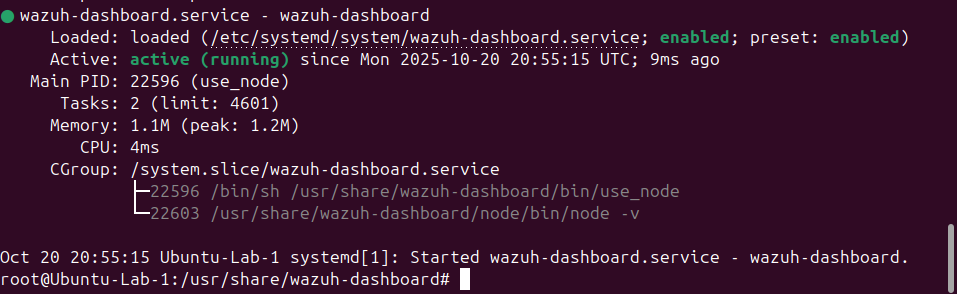 ● wazuh-dashboard.service - wazuh-dashboard
     Loaded: loaded (/etc/systemd/system/wazuh-dashboard.service; enabled; preset: enabled)
     Active: active (running) since Mon 2025-10-20 20:55:15 UTC; 9ms ago
   Main PID: 22596 (use_node)
      Tasks: 2 (limit: 4601)
     Memory: 1.1M (peak: 1.2M)
        CPU: 4ms
     CGroup: /system.slice/wazuh-dashboard.service
             ├─22596 /bin/sh /usr/share/wazuh-dashboard/bin/use_node
             └─22603 /usr/share/wazuh-dashboard/node/bin/node -v
Oct 20 20:55:15 Ubuntu-Lab-1 systemd[1]: Started wazuh-dashboard.service - wazuh-dashboard.
root@Ubuntu-Lab-1:/usr/share/wazuh-dashboard#